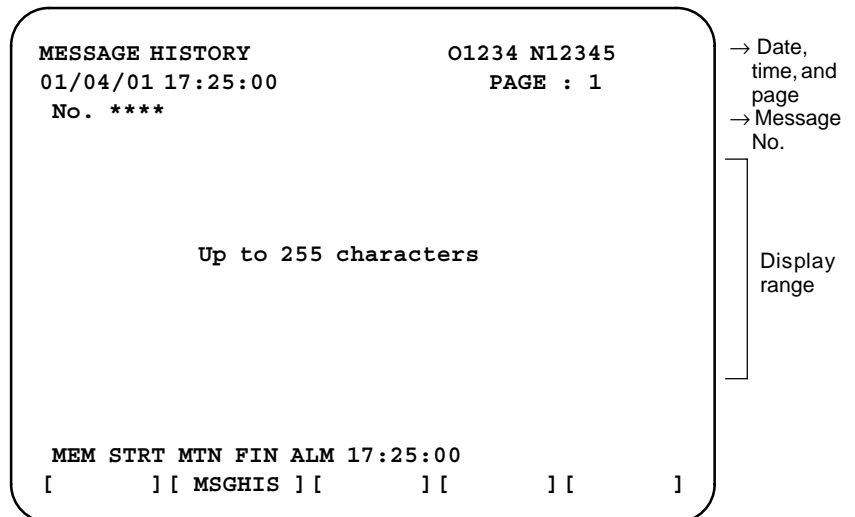 MESSAGE HISTORY O1234 N12345
01/04/01 17:25:00 PAGE : 1
No. ****
Up to 255 characters
MEM STRT MTN FIN ALM 17:25:00
[ ] [ MSGHIS ] [ ] [ ] [ ]
→ Date,
time, and
page
→ Message
No.
Display
range